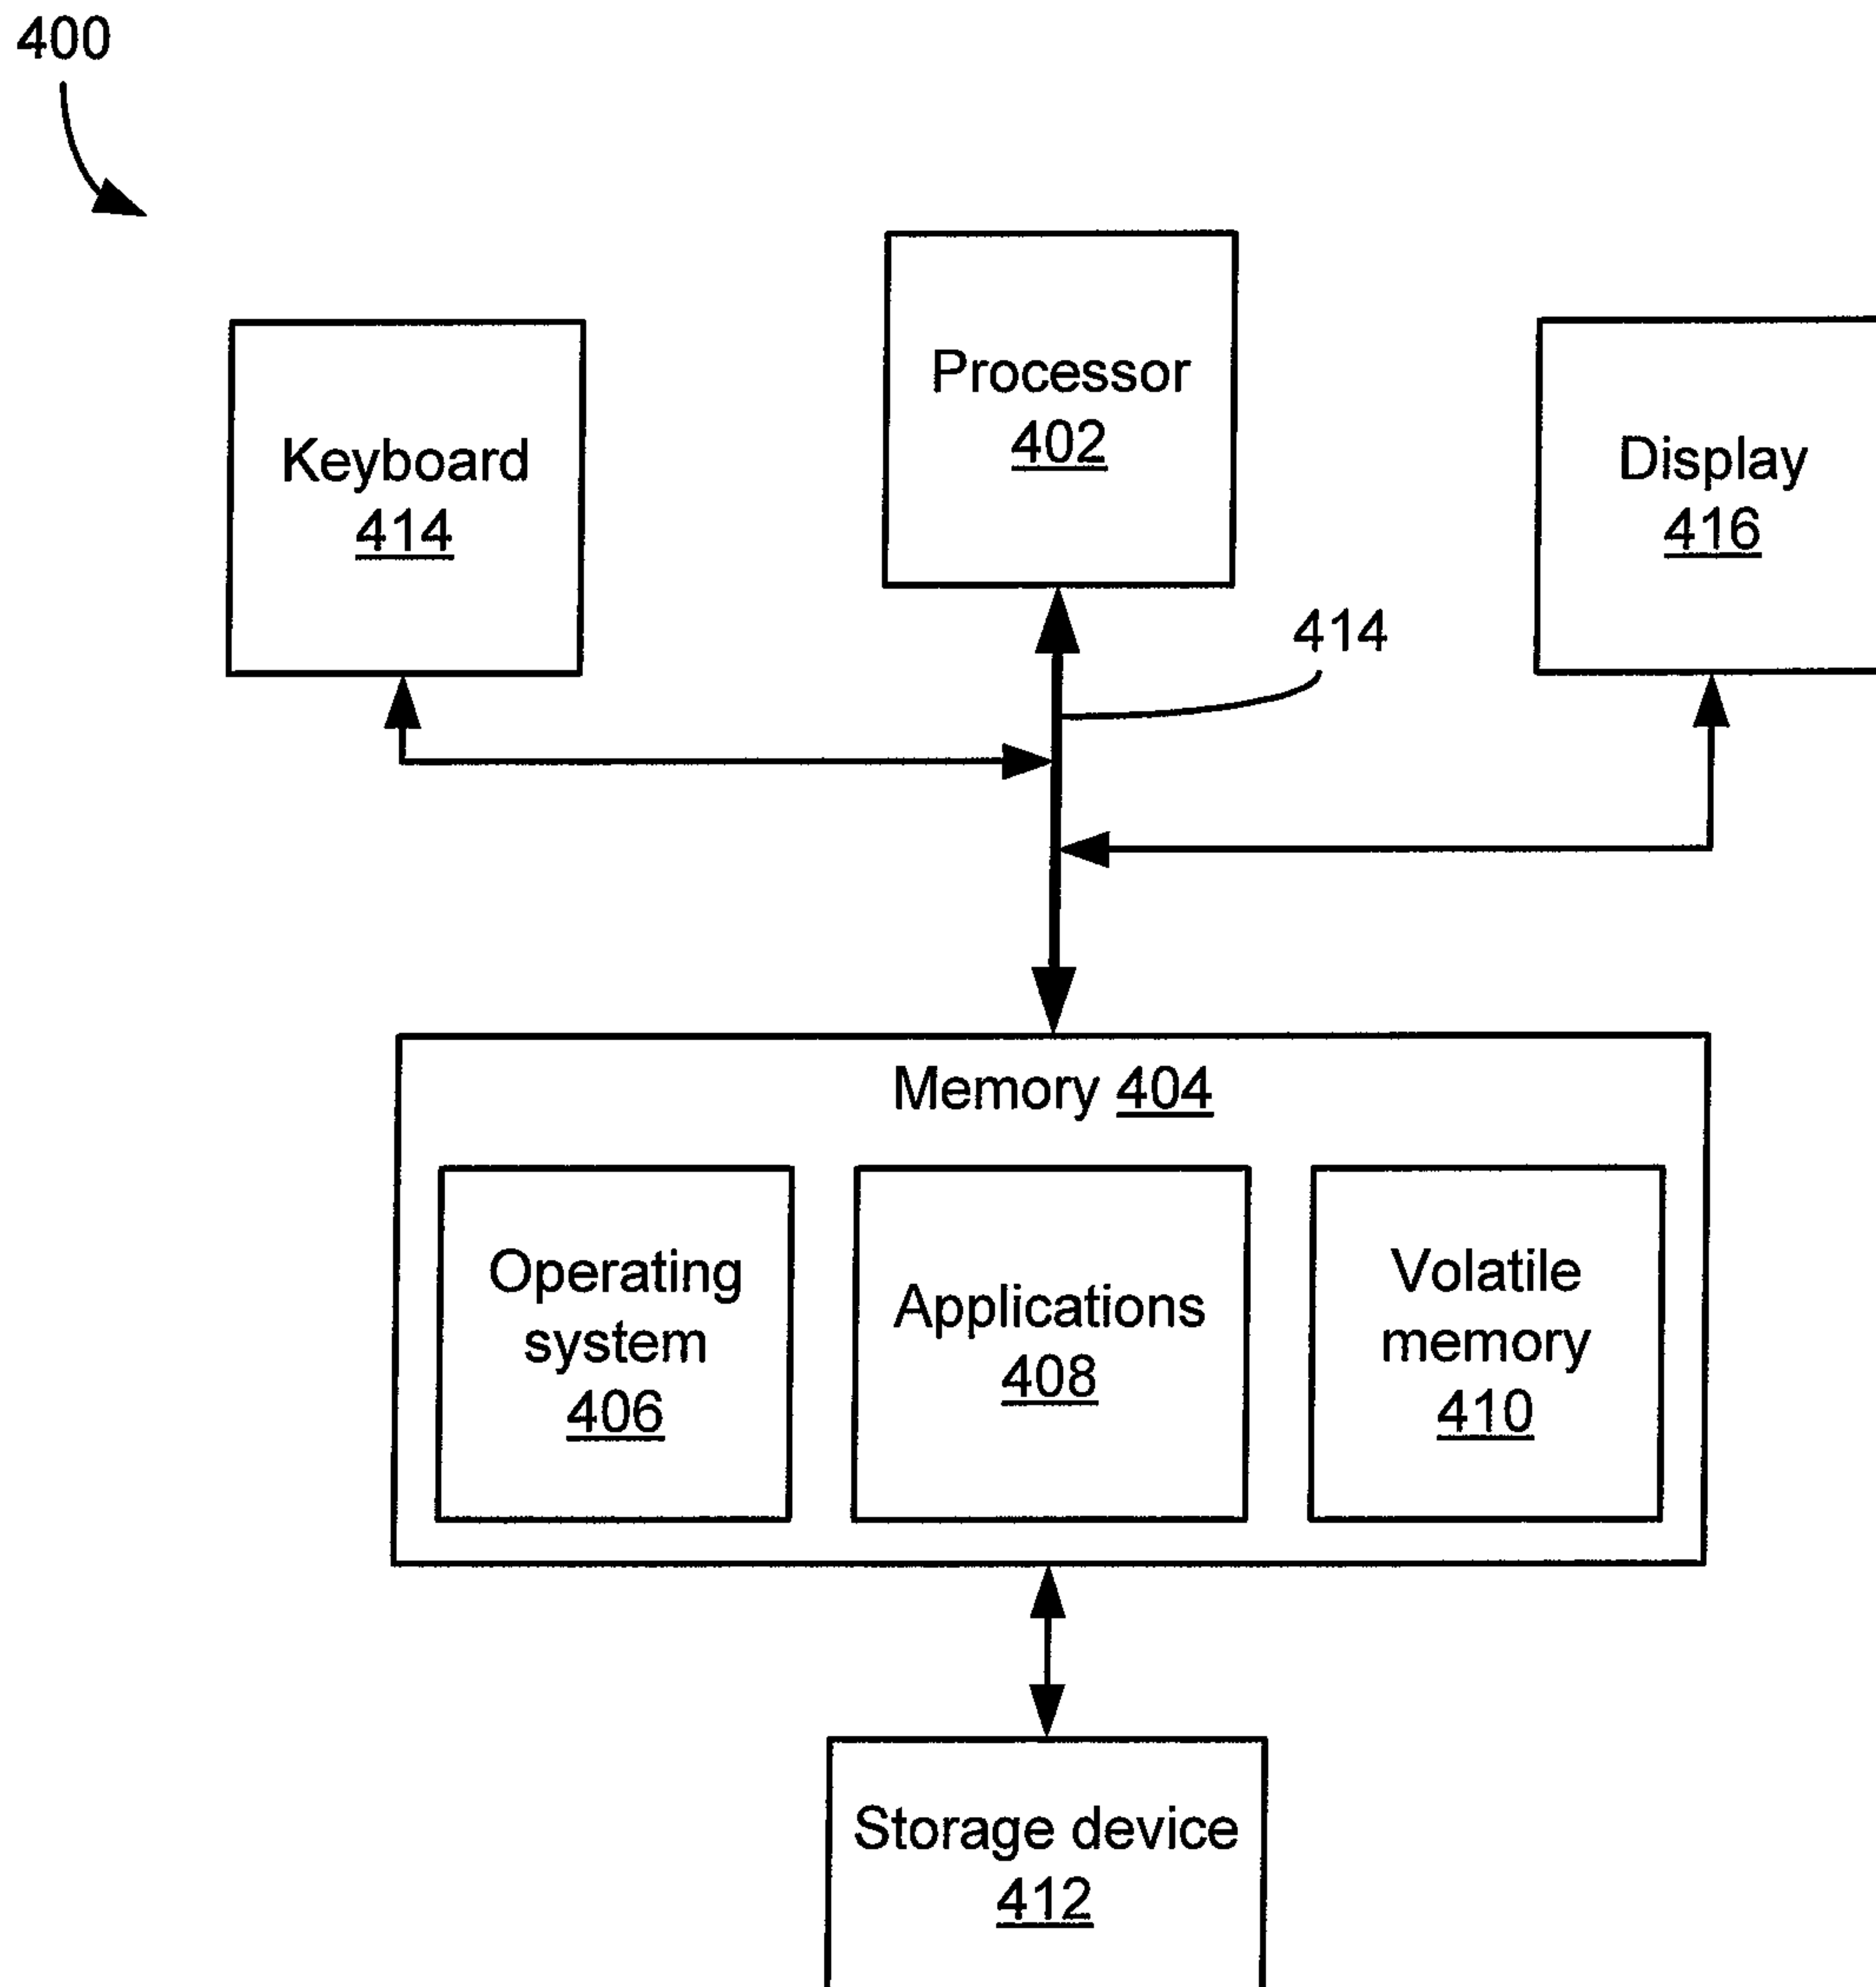 400
Processor
402
Keyboard
414
Display
416
414
Memory 404
Operating
system
406
Applications
408
Volatile
memory
410
Storage device
412